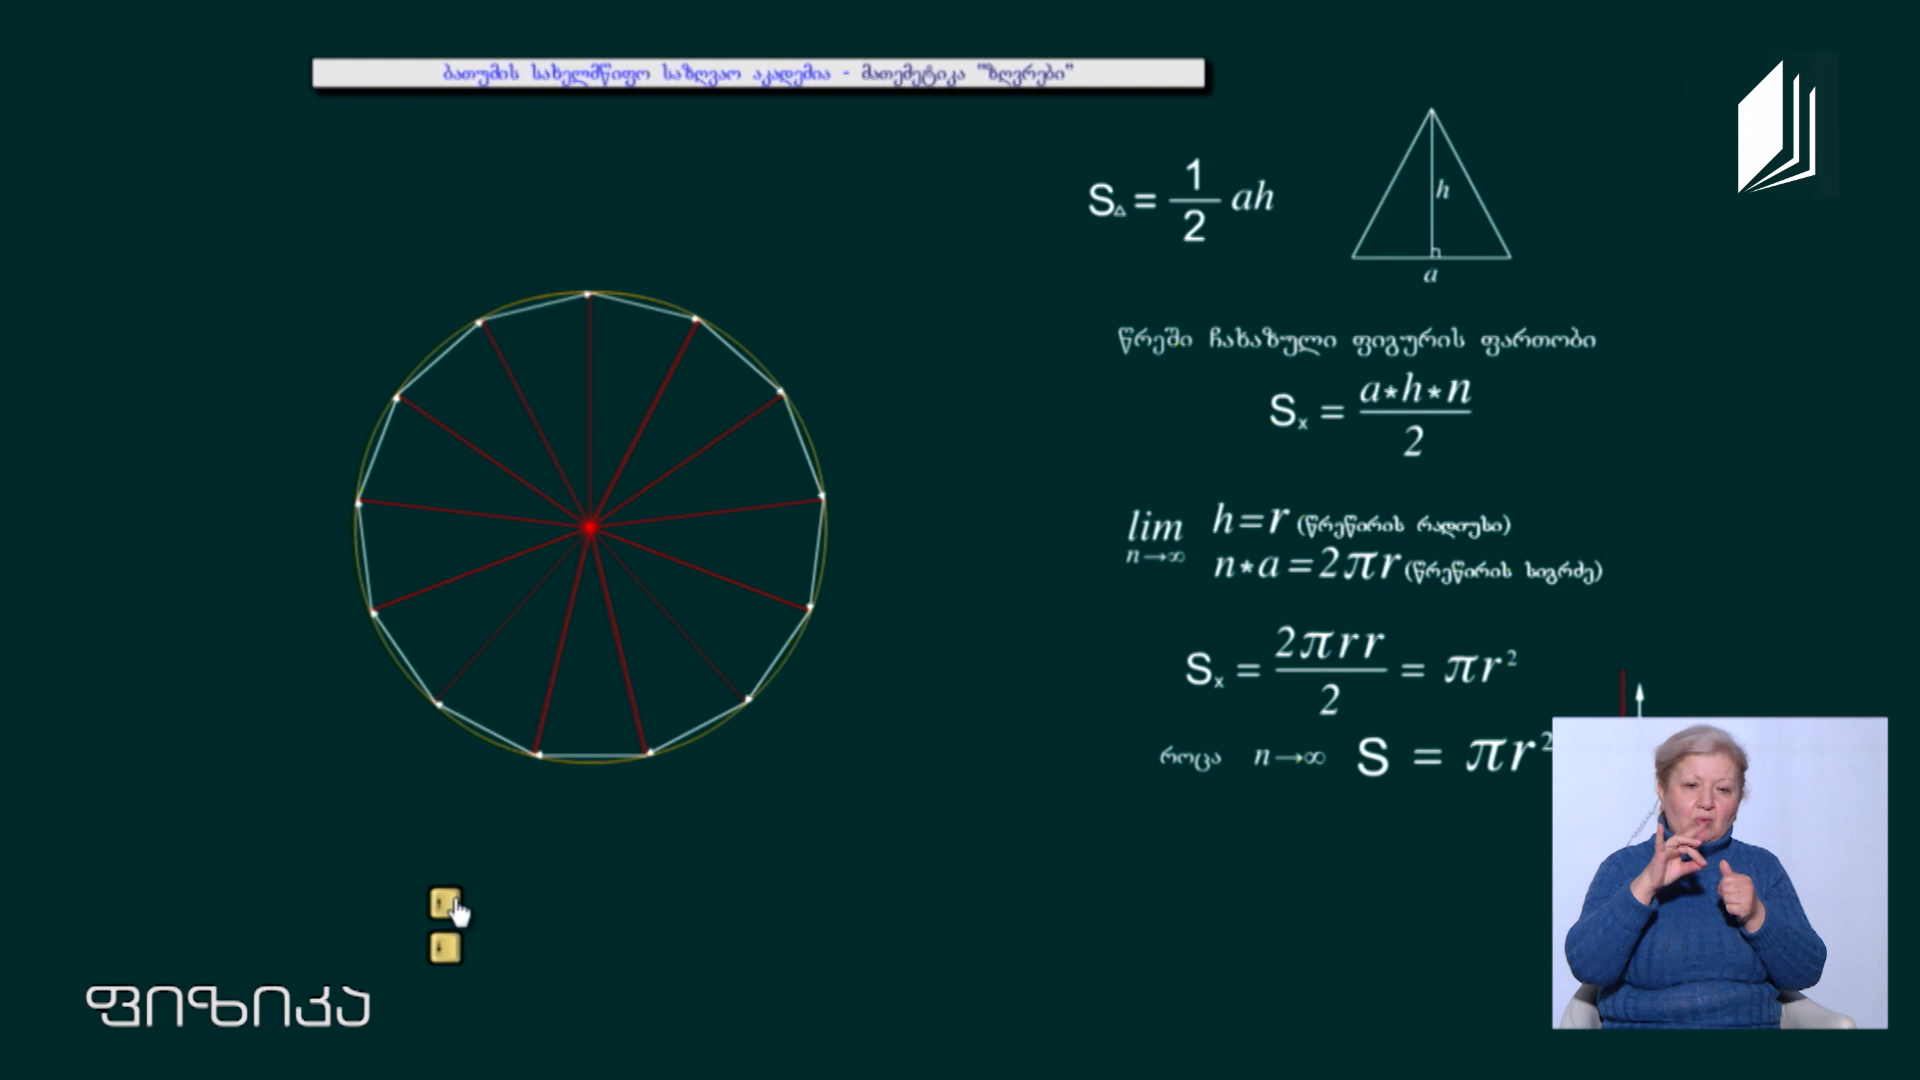 ბათუმის სახელმწიფო საზღვაო აკადემია - მათემეტიკა "ზღვრები"
S△ = 1/2 ah
h
a
წრეში ჩახაზული ფიგურის ფართობი
Sx = a*h*n / 2
lim n→∞ h=r (წრეწირის რადიუსი)
n*a=2πr (წრეწირის სიგრძე)
Sx = 2πrr / 2 = πr²
როცა n→∞ S = πr²
ფიზიკა